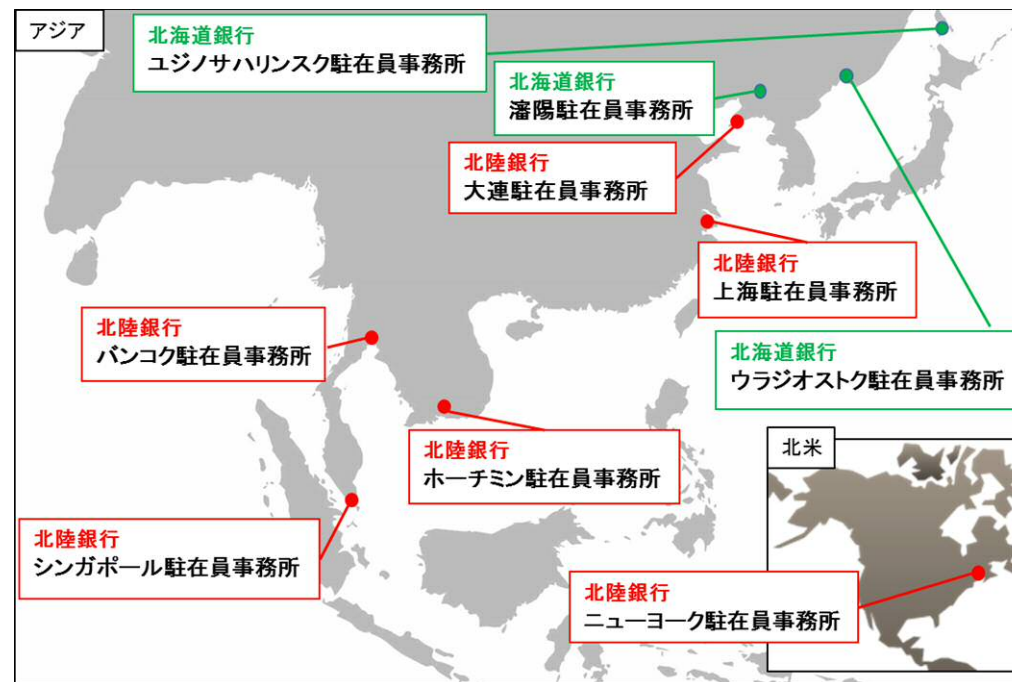 アジア
北海道銀行
ユジノサハリンスク駐在員事務所
北海道銀行
瀋陽駐在員事務所
北陸銀行
大連駐在員事務所
北陸銀行
上海駐在員事務所
北陸銀行
バンコク駐在員事務所
北海道銀行
ウラジオストク駐在員事務所
北陸銀行
ホーチミン駐在員事務所
北米
北陸銀行
シンガポール駐在員事務所
北陸銀行
ニューヨーク駐在員事務所